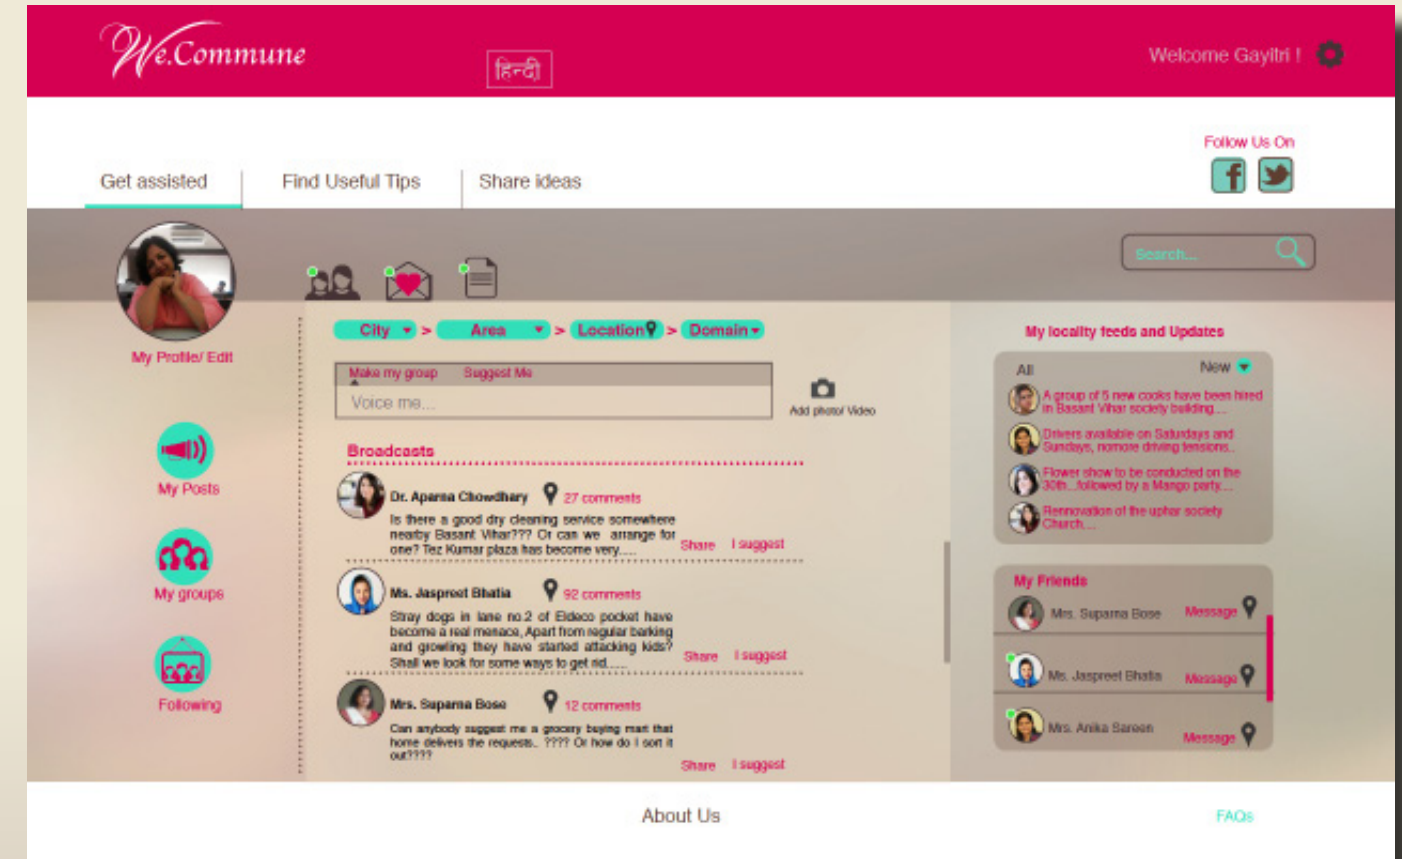 We.Commune
हिन्दी
Welcome Gayitri !
Follow Us On
Get assisted
Find Useful Tips
Share ideas
Search...
My Profile/ Edit
My Posts
My groups
Following
City > Area > Location > Domain
Make my group Suggest Me
Voice me...
Add photo/ Video
Broadcasts
Dr. Aparna Chowdhary 27 comments
Is there a good dry cleaning service somewhere
nearby Basant Vihar??? Or can we arrange for
one? Tez Kumar plaza has become very.....
Share I suggest
Ms. Jaspreet Bhatia 92 comments
Stray dogs in lane no.2 of Eldeco pocket have
become a real menace, Apart from regular barking
and growling they have started attacking kids?
Shall we look for some ways to get rid......
Share I suggest
Mrs. Suparna Bose 12 comments
Can anybody suggest me a grocery buying mart that
home delivers the requests.. ???? Or how do I sort it
out????
Share I suggest
My locality feeds and Updates
All New
A group of 5 new cooks have been hired
in Basant Vihar society building....
Drivers available on Saturdays and
Sundays, nomore driving tensions..
Flower show to be conducted on the
30th...followed by a Mango party....
Rennovation of the uphar society
Church....
My Friends
Mrs. Suparna Bose Message
Ms. Jaspreet Bhatia Message
Mrs. Anika Sareen Message
About Us
FAQs